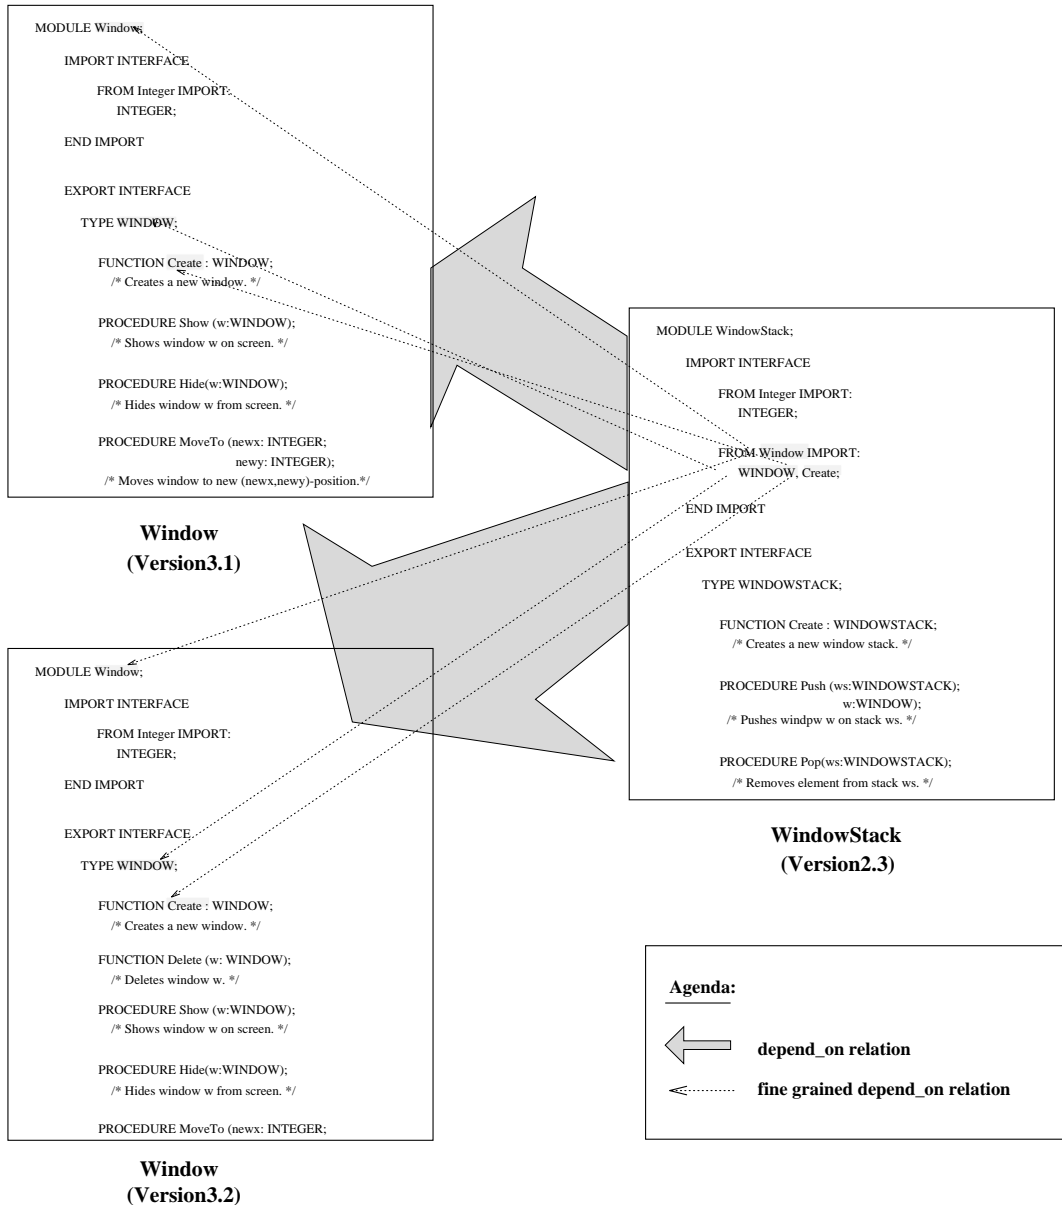 MODULE Window;
IMPORT INTERFACE
FROM Integer IMPORT:
INTEGER;
END IMPORT
EXPORT INTERFACE
TYPE WINDOW;
FUNCTION Create : WINDOW;
/* Creates a new window. */
PROCEDURE Show (w:WINDOW);
/* Shows window w on screen. */
PROCEDURE Hide(w:WINDOW);
/* Hides window w from screen. */
PROCEDURE MoveTo (newx: INTEGER;
newy: INTEGER);
/* Moves window to new (newx,newy)-position.*/
Window
(Version3.1)
MODULE WindowStack;
IMPORT INTERFACE
FROM Integer IMPORT:
INTEGER;
FROM Window IMPORT:
WINDOW, Create;
END IMPORT
EXPORT INTERFACE
TYPE WINDOWSTACK;
FUNCTION Create : WINDOWSTACK;
/* Creates a new window stack. */
PROCEDURE Push (ws:WINDOWSTACK;
w:WINDOW);
/* Pushes windpw w on stack ws. */
PROCEDURE Pop(ws:WINDOWSTACK);
/* Removes element from stack ws. */
WindowStack
(Version2.3)
MODULE Window;
IMPORT INTERFACE
FROM Integer IMPORT:
INTEGER;
END IMPORT
EXPORT INTERFACE
TYPE WINDOW;
FUNCTION Create : WINDOW;
/* Creates a new window. */
FUNCTION Delete (w: WINDOW);
/* Deletes window w. */
PROCEDURE Show (w:WINDOW);
/* Shows window w on screen. */
PROCEDURE Hide(w:WINDOW);
/* Hides window w from screen. */
PROCEDURE MoveTo (newx: INTEGER;
Window
(Version3.2)
Agenda:
depend_on relation
fine grained depend_on relation